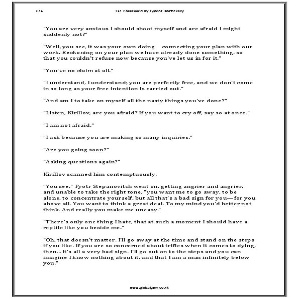 "You are very anxious I should shoot myself and are afraid I might
suddenly not?"
"Well, you see, it was your own doing—connecting your plan with our
work. Reckoning on your plan we have already done something, so
that you couldn't refuse now because you've let us in for it."
"You've no claim at all."
"I understand, I understand; you are perfectly free, and we don't come
in so long as your free intention is carried out."
"And am I to take on myself all the nasty things you've done?"
"Listen, Kirillov, are you afraid? If you want to cry off, say so at once."
"I am not afraid."
"I ask because you are making so many inquiries."
"Are you going soon?"
"Asking questions again?"
Kirillov scanned him contemptuously.
"You see," Pyotr Stepanovitch went on, getting angrier and angrier,
and unable to take the right tone, "you want me to go away, to be
alone, to concentrate yourself, but all that's a bad sign for you—for you
above all. You want to think a great deal. To my mind you'd better not
think. And really you make me uneasy."
"There's only one thing I hate, that at such a moment I should have a
reptile like you beside me."
"Oh, that doesn't matter. I'll go away at the time and stand on the steps
if you like. If you are so concerned about trifles when it comes to dying,
then... it's all a very bad sign. I'll go out on to the steps and you can
imagine I know nothing about it, and that I am a man infinitely below
you."